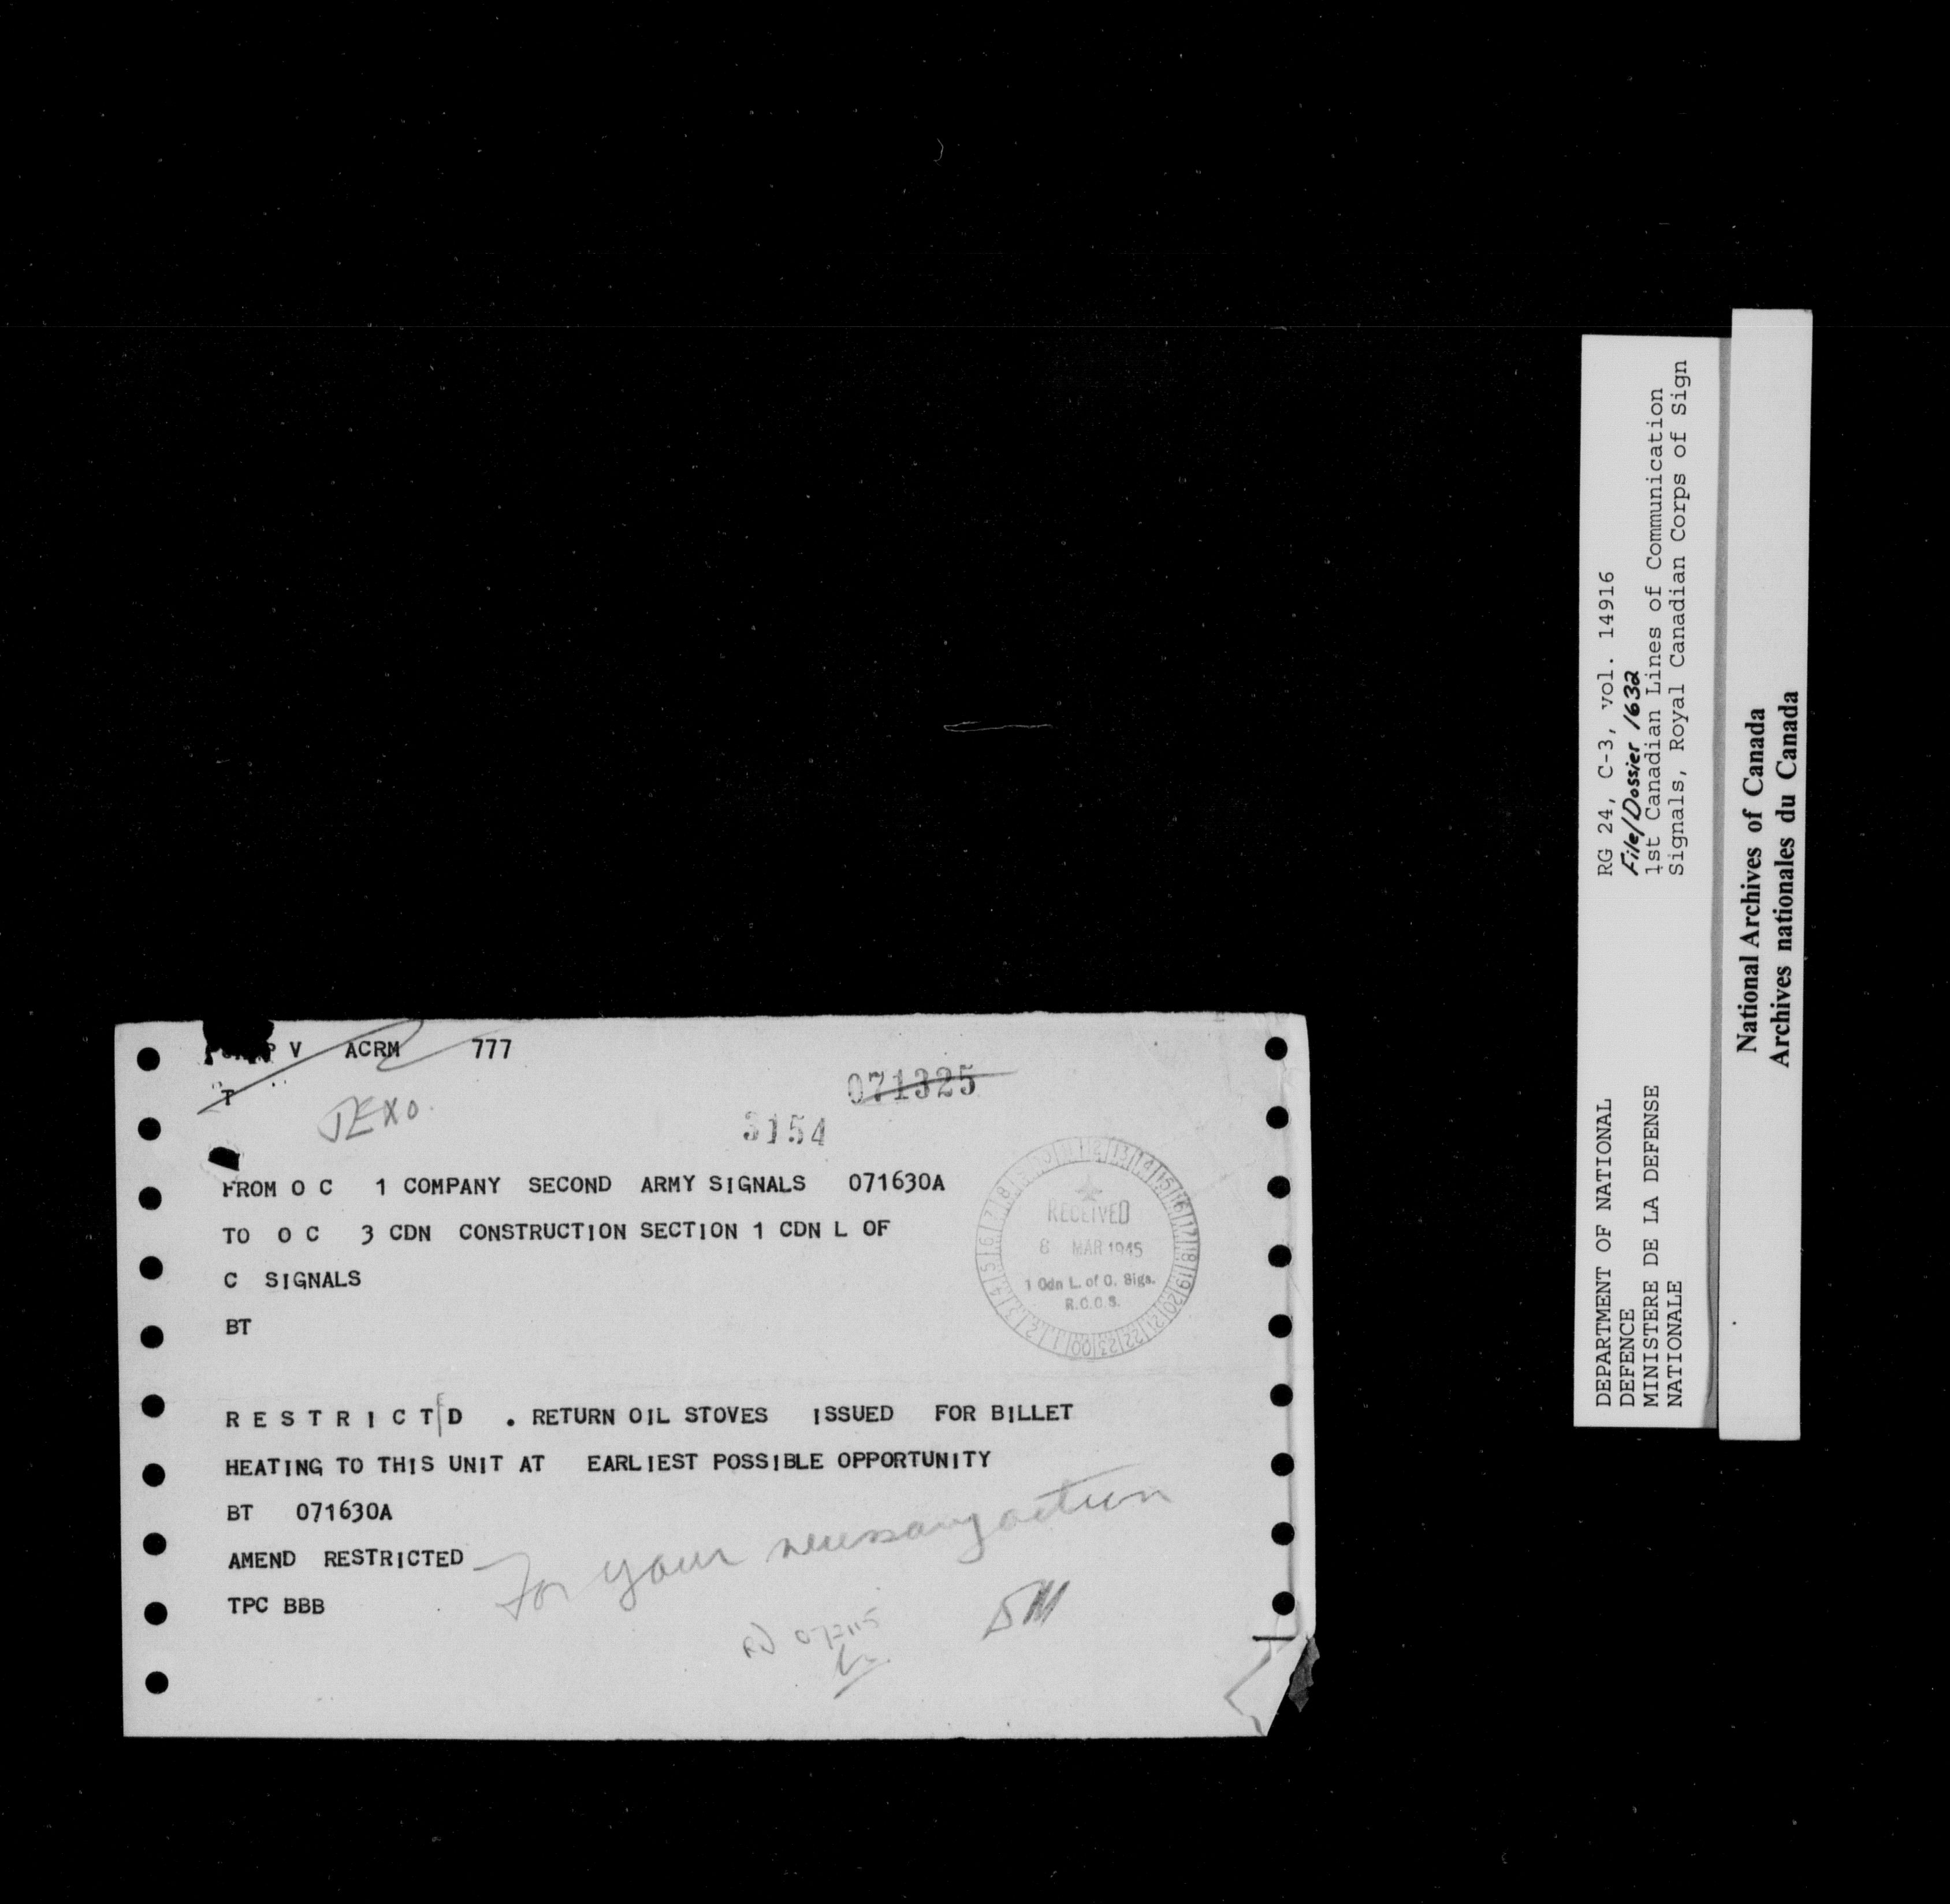 V ACRM 777
T
071325
JEXO.
3154
FROM O C 1 COMPANY SECOND ARMY SIGNALS 071630A
TO O C 3 CDN CONSTRUCTION SECTION 1 CDN L OF
C SIGNALS
BT
RECEIVED
8 MAR 1945
1 Cdn L. of C. Sigs.
R.C.C.S.
R E S T R I C T E D . RETURN OIL STOVES ISSUED FOR BILLET
HEATING TO THIS UNIT AT EARLIEST POSSIBLE OPPORTUNITY
BT 071630A
AMEND RESTRICTED
TPC BBB
For your necessary action
RG 24, C-3, vol. 14916
File/Dossier 1632
1st Canadian Lines of Communication
Signals, Royal Canadian Corps of Sign
DEPARTMENT OF NATIONAL
DEFENCE
MINISTERE DE LA DEFENSE
NATIONALE
National Archives of Canada
Archives nationales du Canada